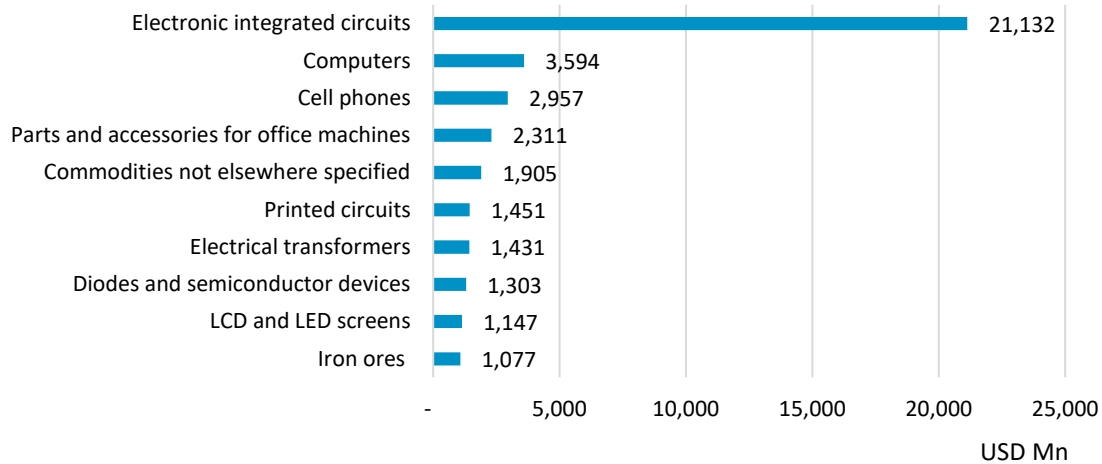 Electronic integrated circuits 21,132
Computers 3,594
Cell phones 2,957
Parts and accessories for office machines 2,311
Commodities not elsewhere specified 1,905
Printed circuits 1,451
Electrical transformers 1,431
Diodes and semiconductor devices 1,303
LCD and LED screens 1,147
Iron ores 1,077
- 5,000 10,000 15,000 20,000 25,000
USD Mn